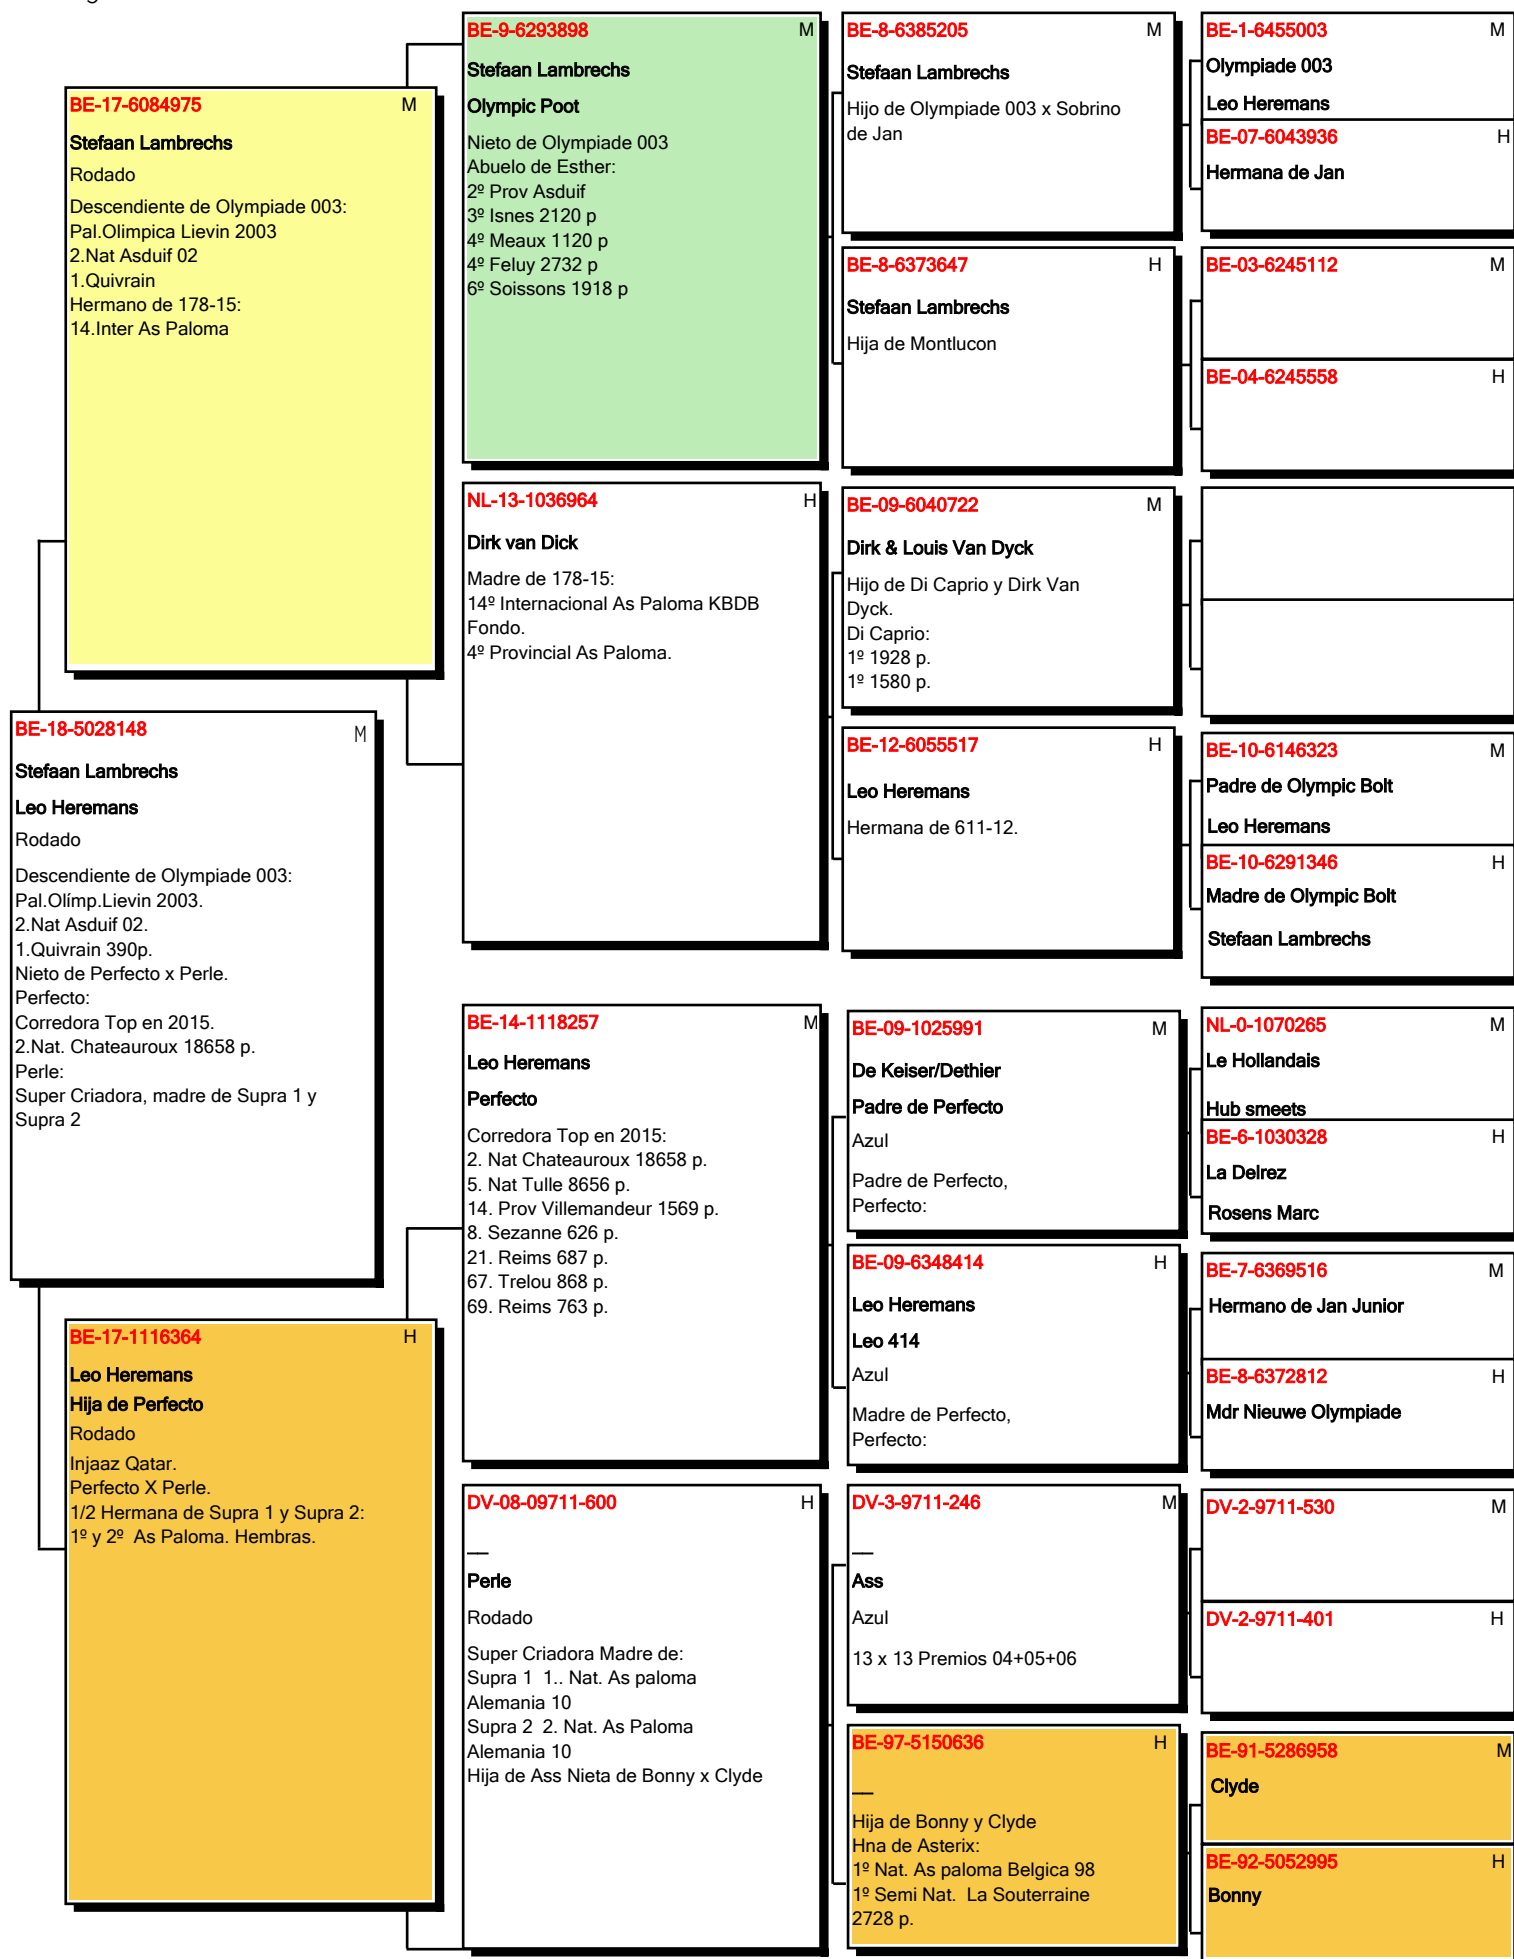 BE-18-5028148 M
Stefaan Lambrechs
Leo Heremans
Rodado
Descendiente de Olympiade 003:
Pal.Olímp.Lievin 2003.
2.Nat Asduif 02.
1.Quivrain 390p.
Nieto de Perfecto x Perle.
Perfecto:
Corredora Top en 2015.
2.Nat. Chateauroux 18658 p.
Perle:
Super Criadora, madre de Supra 1 y
Supra 2
BE-17-6084975 M
Stefaan Lambrechs
Rodado
Descendiente de Olympiade 003:
Pal.Olimpica Lievin 2003
2.Nat Asduif 02
1.Quivrain
Hermano de 178-15:
14.Inter As Paloma
BE-17-1116364 H
Leo Heremans
Hija de Perfecto
Rodado
Injaaz Qatar.
Perfecto X Perle.
1/2 Hermana de Supra 1 y Supra 2:
1º y 2º As Paloma. Hembras.
BE-9-6293898 M
Stefaan Lambrechs
Olympic Poot
Nieto de Olympiade 003
Abuelo de Esther:
2º Prov Asduif
3º Isnes 2120 p
4º Meaux 1120 p
4º Feluy 2732 p
6º Soissons 1918 p
NL-13-1036964 H
Dirk van Dick
Madre de 178-15:
14º Internacional As Paloma KBDB
Fondo.
4º Provincial As Paloma.
BE-14-1118257 M
Leo Heremans
Perfecto
Corredora Top en 2015:
2. Nat Chateauroux 18658 p.
5. Nat Tulle 8656 p.
14. Prov Villemandeur 1569 p.
8. Sezanne 626 p.
21. Reims 687 p.
67. Trelou 868 p.
69. Reims 763 p.
DV-08-09711-600 H
__
Perle
Rodado
Super Criadora Madre de:
Supra 1 1.. Nat. As paloma
Alemania 10
Supra 2 2. Nat. As Paloma
Alemania 10
Hija de Ass Nieta de Bonny x Clyde
BE-8-6385205 M
Stefaan Lambrechs
Hijo de Olympiade 003 x Sobrino
de Jan
BE-8-6373647 H
Stefaan Lambrechs
Hija de Montlucon
BE-09-6040722 M
Dirk & Louis Van Dyck
Hijo de Di Caprio y Dirk Van
Dyck.
Di Caprio:
1º 1928 p.
1º 1580 p.
BE-12-6055517 H
Leo Heremans
Hermana de 611-12.
BE-09-1025991 M
De Keiser/Dethier
Padre de Perfecto
Azul
Padre de Perfecto,
Perfecto:
BE-09-6348414 H
Leo Heremans
Leo 414
Azul
Madre de Perfecto,
Perfecto:
DV-3-9711-246 M
__
Ass
Azul
13 x 13 Premios 04+05+06
BE-97-5150636 H
__
Hija de Bonny y Clyde
Hna de Asterix:
1º Nat. As paloma Belgica 98
1º Semi Nat. La Souterraine
2728 p.
BE-1-6455003 M
Olympiade 003
Leo Heremans
BE-07-6043936 H
Hermana de Jan
BE-03-6245112 M
BE-04-6245558 H
BE-10-6146323 M
Padre de Olympic Bolt
Leo Heremans
BE-10-6291346 H
Madre de Olympic Bolt
Stefaan Lambrechs
NL-0-1070265 M
Le Hollandais
Hub smeets
BE-6-1030328 H
La Delrez
Rosens Marc
BE-7-6369516 M
Hermano de Jan Junior
BE-8-6372812 H
Mdr Nieuwe Olympiade
DV-2-9711-530 M
DV-2-9711-401 H
BE-91-5286958 M
Clyde
BE-92-5052995 H
Bonny